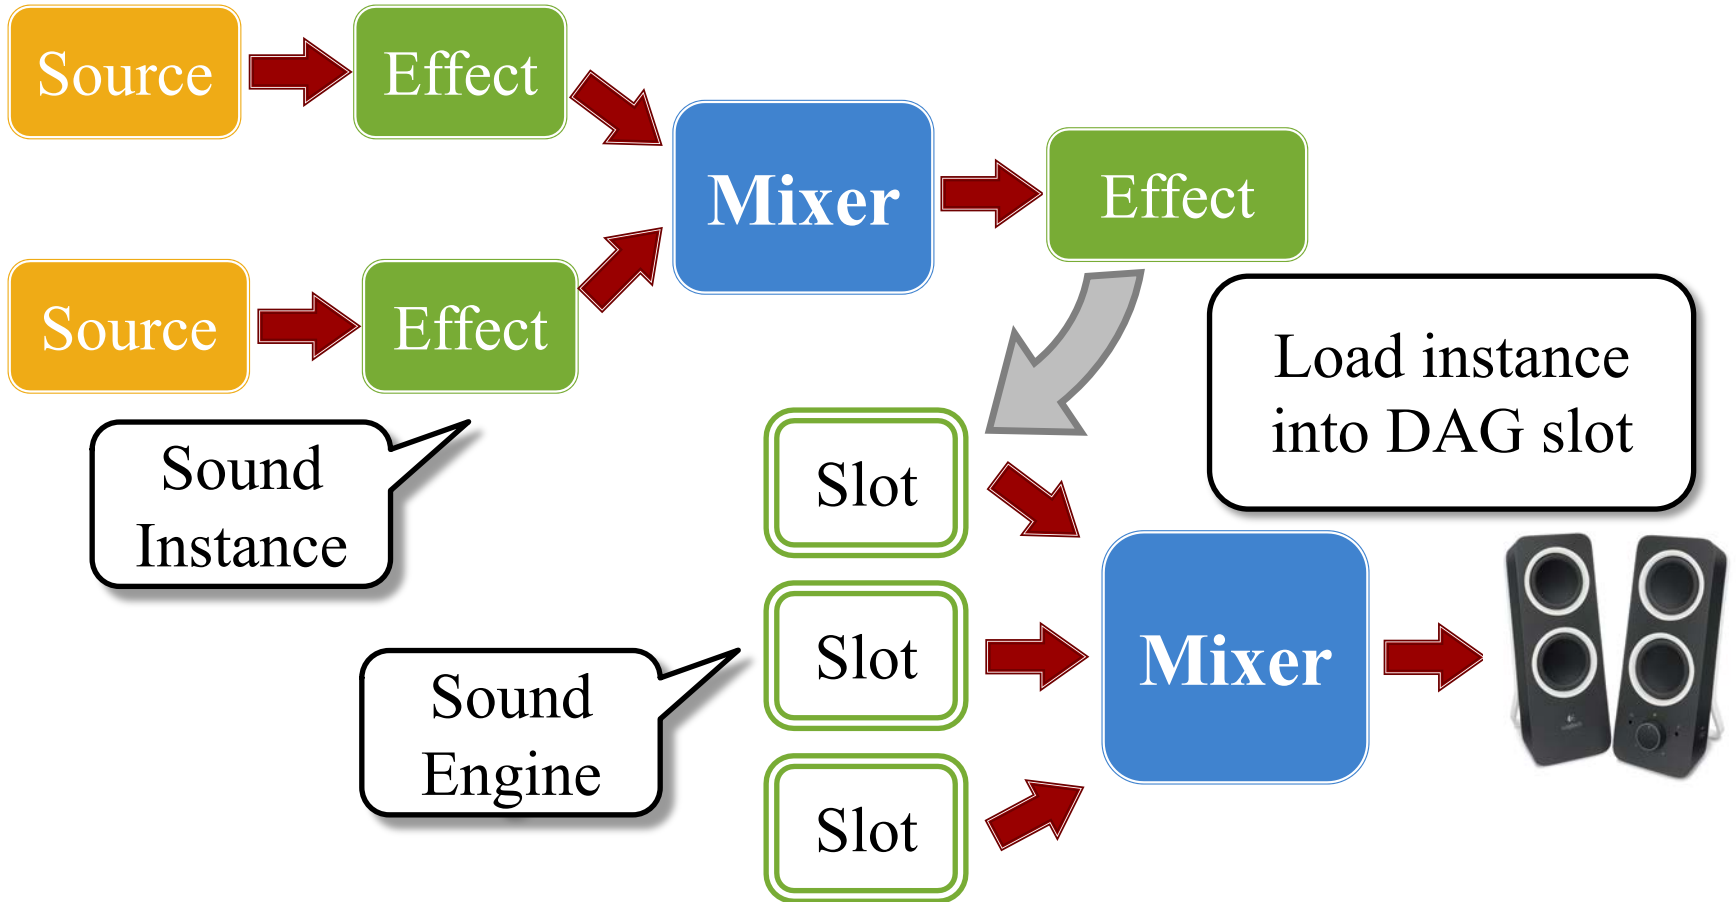 Source
Effect
Mixer
Effect
Source
Effect
Load instance
into DAG slot
Sound
Instance
Slot
Slot
Mixer
Sound
Engine
Slot